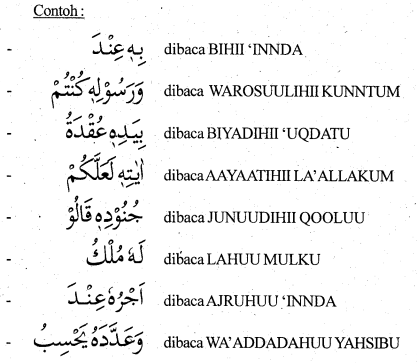 Contoh :
- بِهٖ عِنْدَ dibaca BIHII ‘INNDA
- وَرَسُوْلِهٖ كُنْتُمْ dibaca WAROSUULIHII KUNNTUM
- بِيَدِهٖ عُقْدَةُ dibaca BIYADIHII ‘UQDATU
- اٰيٰتِهٖ لَعَلَّكُمْ dibaca AAYAATIHII LA’ALLAKUM
- جُنُوْدِهٖ قَالُوْا dibaca JUNUUDIHII QOOLUU
- لَهٗ مُلْكُ dibaca LAHUU MULKU
- اَجْرُهٗ عِنْدَ dibaca AJRUHUU ‘INNDA
- وَعَدَّدَهٗ يَحْسِبُ dibaca WA’ADDADAHUU YAHSIBU